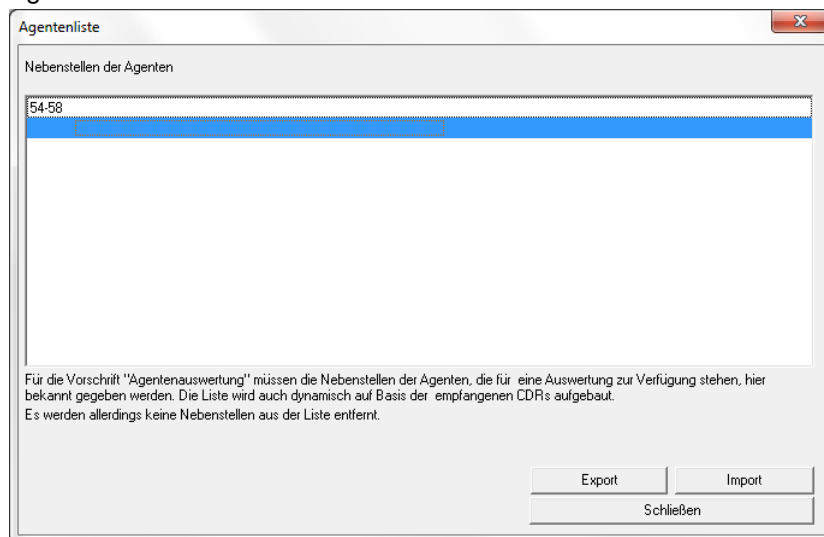 Agentenliste
Nebenstellen der Agenten
54-58
Für die Vorschrift "Agentenauswertung" müssen die Nebenstellen der Agenten, die für eine Auswertung zur Verfügung stehen, hier
bekannt gegeben werden. Die Liste wird auch dynamisch auf Basis der empfangenen CDRs aufgebaut.
Es werden allerdings keine Nebenstellen aus der Liste entfernt.
Export Import
Schließen